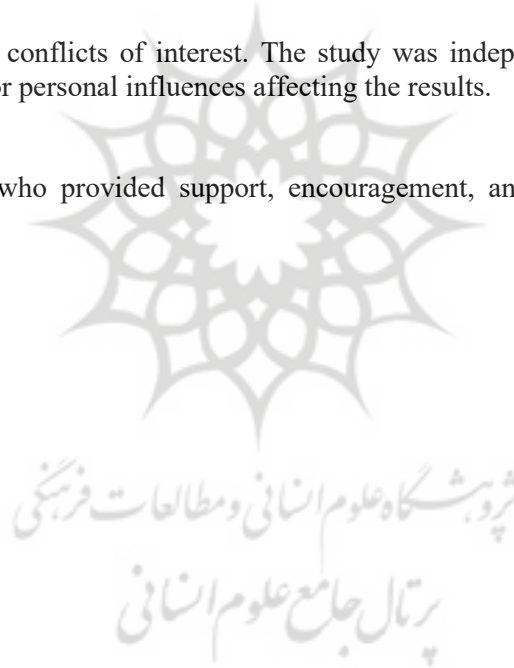 conflicts of interest. The study was indep
or personal influences affecting the results.
who provided support, encouragement, an
پژوهشگاه علوم انسانی و مطالعات فرهنگی
پرتال جامع علوم انسانی